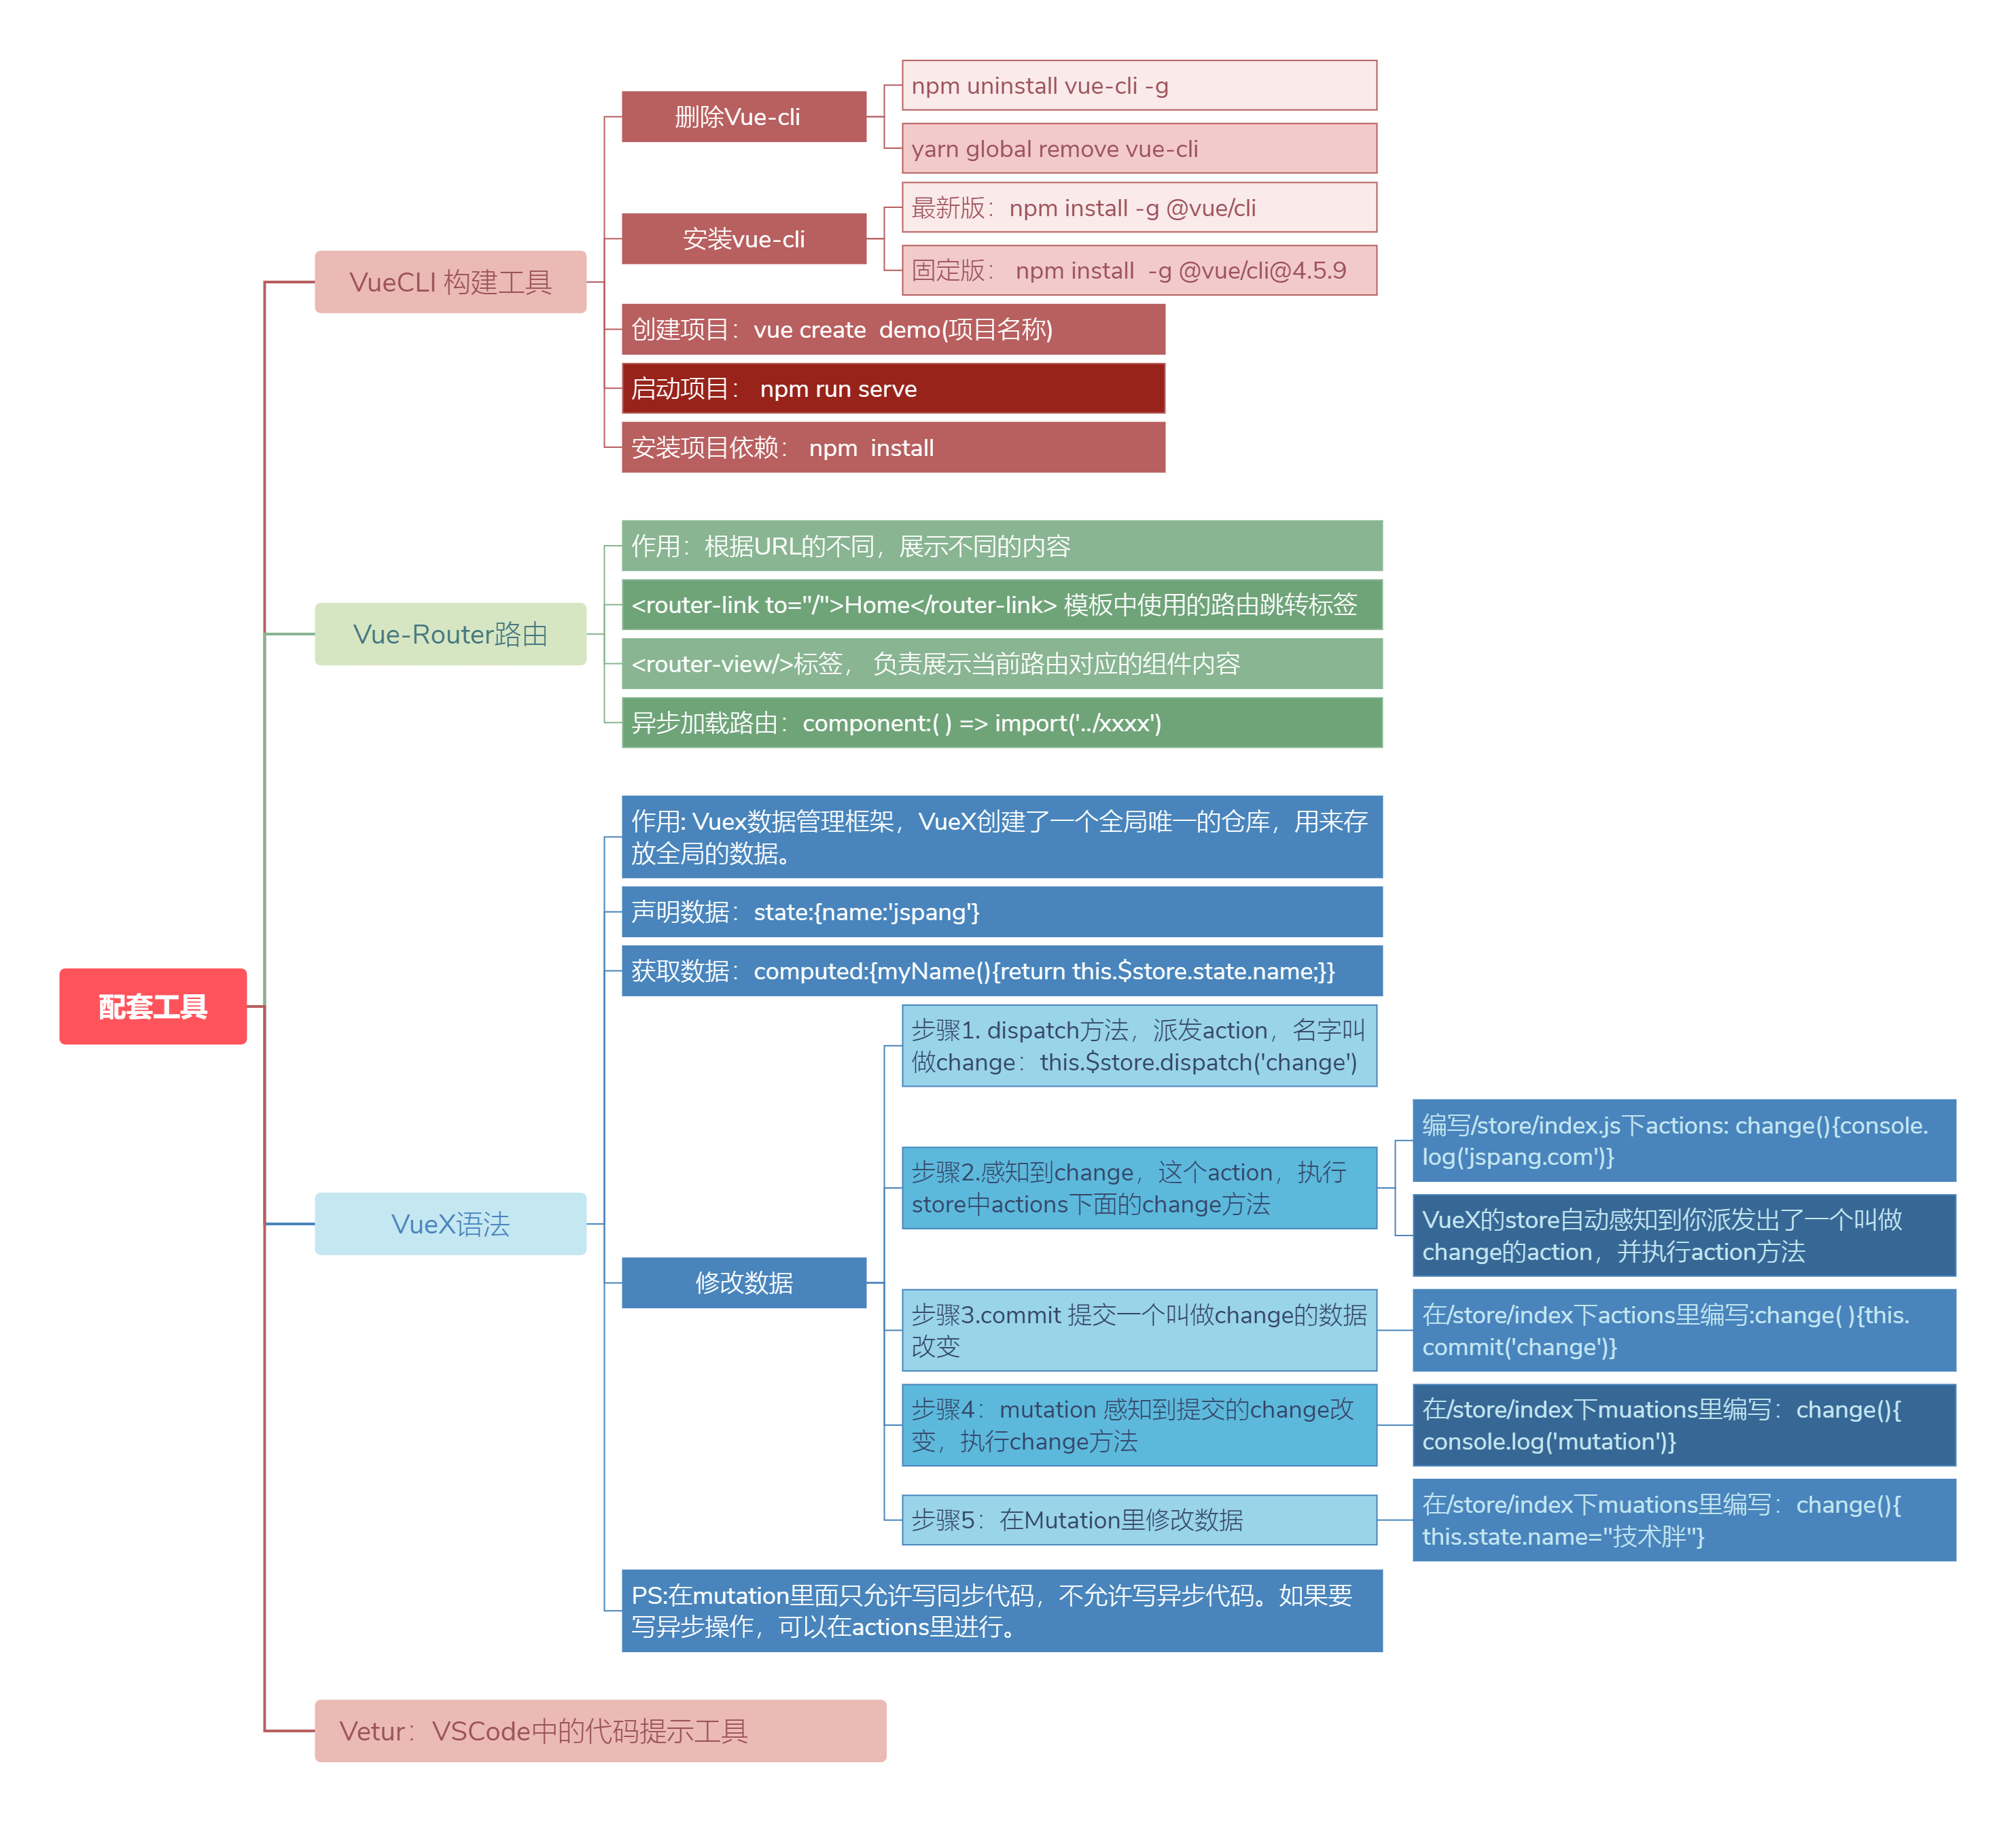 配套工具
VueCLI 构建工具
删除Vue-cli
npm uninstall vue-cli -g
yarn global remove vue-cli
安装vue-cli
最新版：npm install -g @vue/cli
固定版： npm install  -g @vue/cli@4.5.9
创建项目：vue create  demo(项目名称)
启动项目： npm run serve
安装项目依赖： npm  install
Vue-Router路由
作用：根据URL的不同，展示不同的内容
<router-link to="/">Home</router-link> 模板中使用的路由跳转标签
<router-view/>标签， 负责展示当前路由对应的组件内容
异步加载路由：component:( ) => import('../xxxx')
VueX语法
作用: Vuex数据管理框架，VueX创建了一个全局唯一的仓库，用来存
放全局的数据。
声明数据：state:{name:'jspang'}
获取数据：computed:{myName(){return this.$store.state.name;}}
修改数据
步骤1. dispatch方法，派发action，名字叫
做change：this.$store.dispatch('change')
步骤2.感知到change，这个action，执行
store中actions下面的change方法
编写/store/index.js下actions: change(){console.
log('jspang.com')}
VueX的store自动感知到你派发出了一个叫做
change的action，并执行action方法
步骤3.commit 提交一个叫做change的数据
改变
在/store/index下actions里编写:change( ){this.
commit('change')}
步骤4：mutation 感知到提交的change改
变，执行change方法
在/store/index下muations里编写：change(){
console.log('mutation')}
步骤5：在Mutation里修改数据
在/store/index下muations里编写：change(){
this.state.name="技术胖"}
PS:在mutation里面只允许写同步代码，不允许写异步代码。如果要
写异步操作，可以在actions里进行。
Vetur：VSCode中的代码提示工具